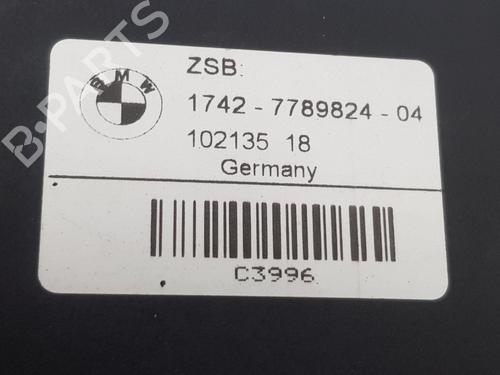 B-PARTS
BMW
ZSB:
1742 - 7789824 - 04
102135 18
Germany
C3996